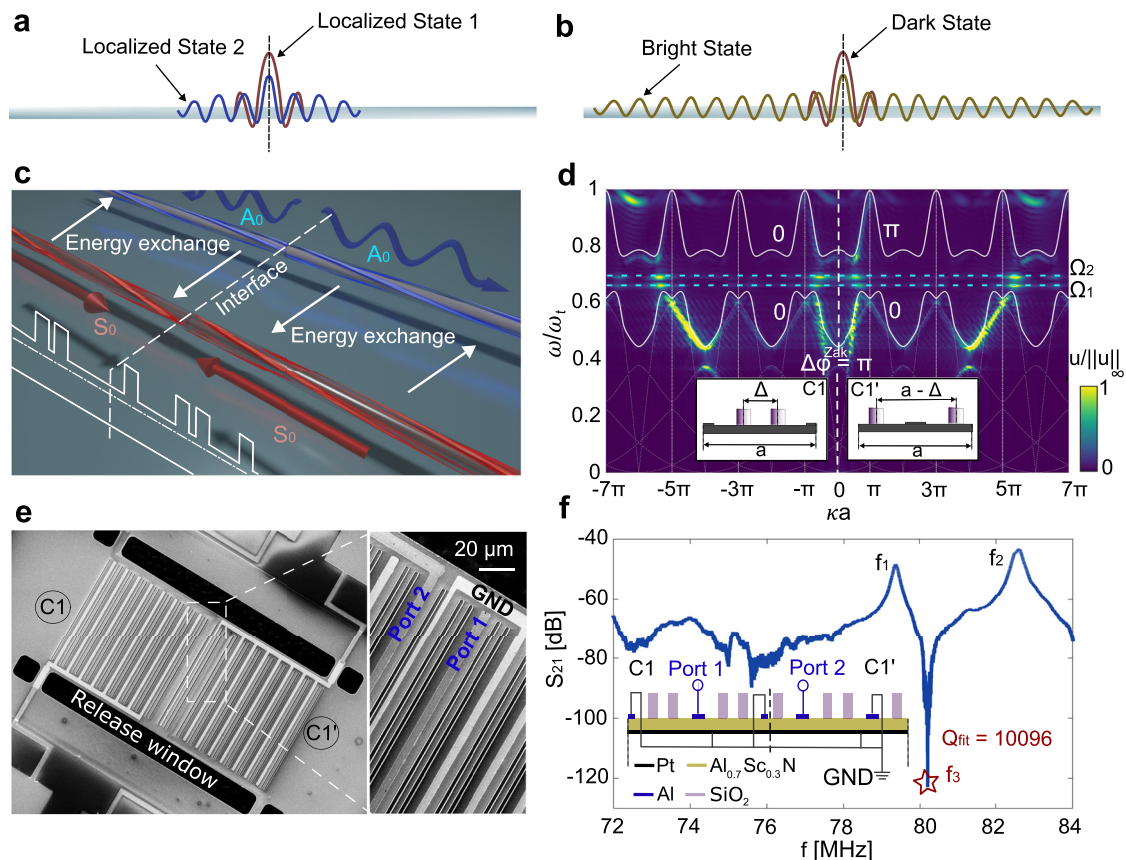 a
Localized State 1
Localized State 2
b
Dark State
Bright State
c
A₀
A₀
Energy exchange
Interface
Energy exchange
S₀
S₀
d
1
0.8
0.6
0.4
0.2
0
ω/ωₜ
0
π
0
0
Ω₂
Ω₁
Δφᶻᵃᵏ = π
C1
Δ
a
C1'
a - Δ
a
u/||u||∞
1
0
-7π
-5π
-3π
-π
0
π
3π
5π
7π
κa
e
C1
C1'
Release window
20 µm
GND
Port 2
Port 1
f
-40
-60
-80
-100
-120
S₂₁ [dB]
f₁
f₂
C1
Port 1
Port 2
C1'
Q_fit = 10096
f₃
GND
Pt
Al₀.₇Sc₀.₃N
Al
SiO₂
72
74
76
78
80
82
84
f [MHz]